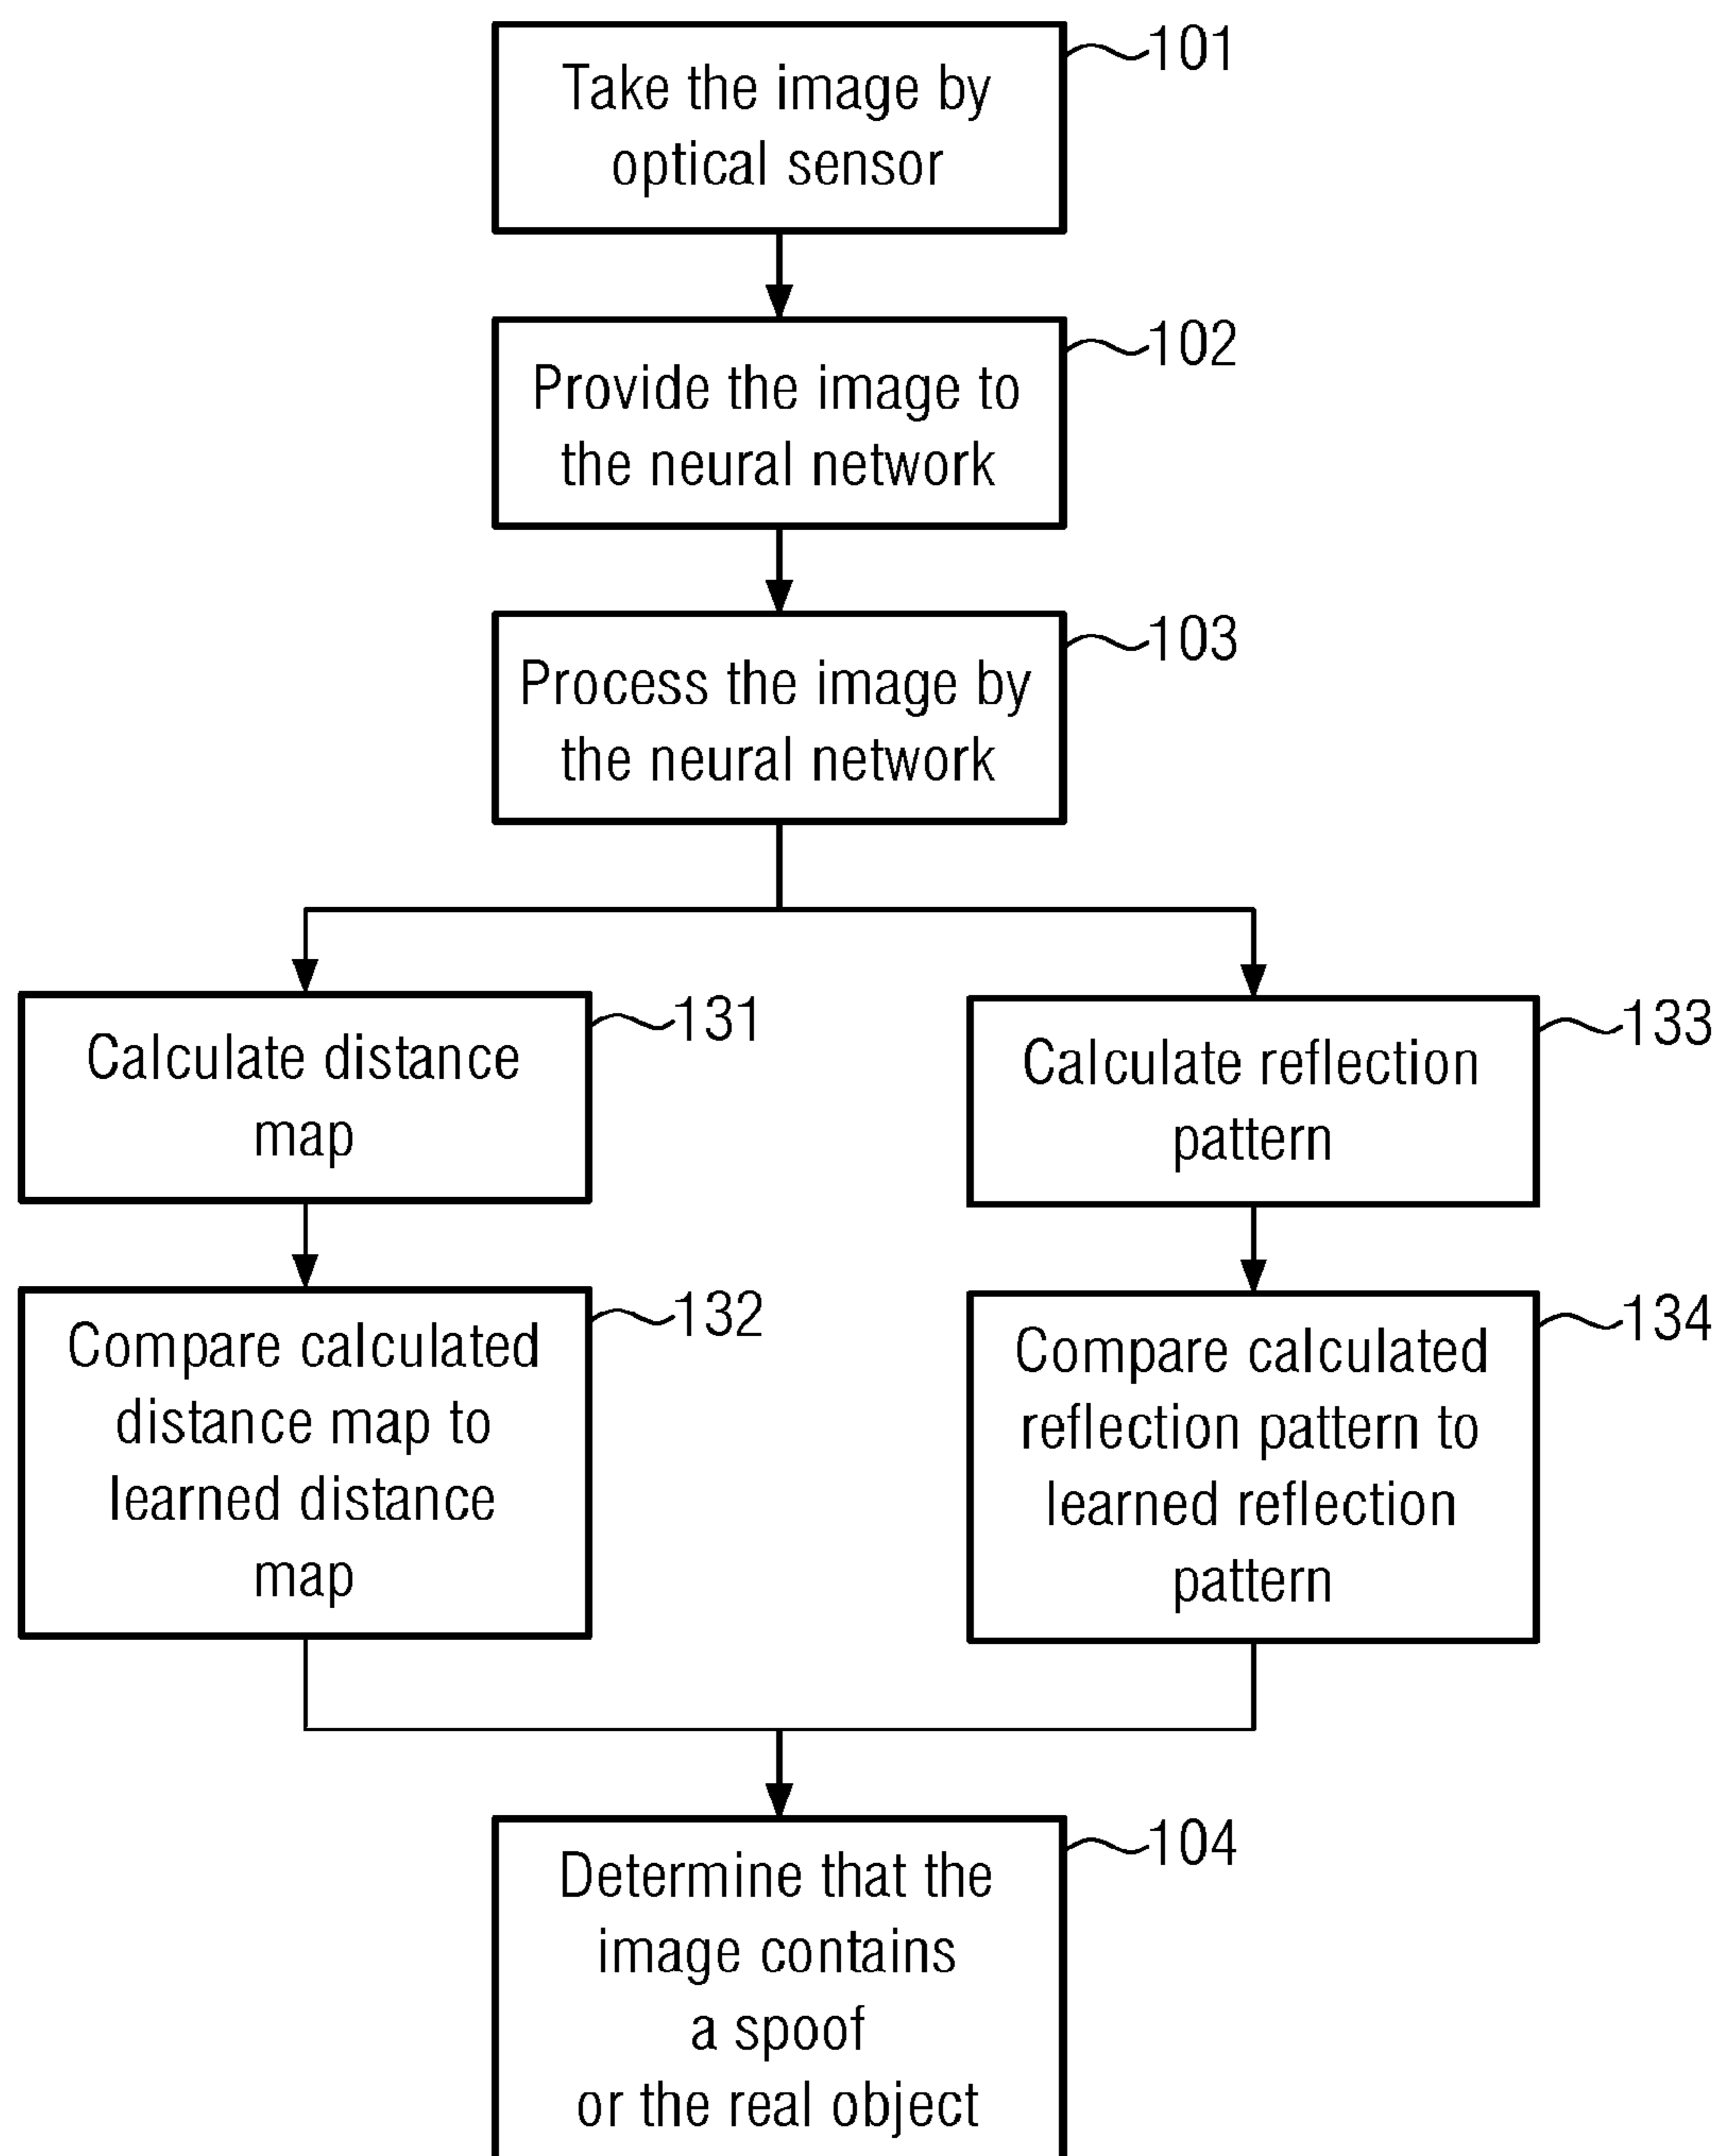 101
Take the image by
optical sensor
102
Provide the image to
the neural network
103
Process the image by
the neural network
131
Calculate distance
map
133
Calculate reflection
pattern
132
Compare calculated
distance map to
learned distance
map
134
Compare calculated
reflection pattern to
learned reflection
pattern
104
Determine that the
image contains
a spoof
or the real object